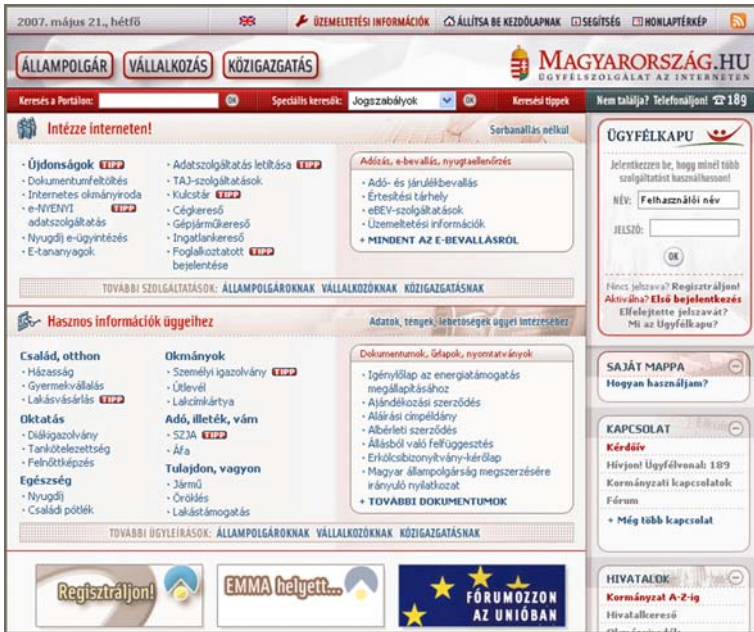 2007. május 21., hétfő
ÜZEMELTETÉSI INFORMÁCIÓK
ÁLLÍTSA BE KEZDŐLAPNAK
SEGÍTSÉG
HONLAPTÉRKÉP
ÁLLAMPOLGÁR
VÁLLALKOZÁS
KÖZIGAZGATÁS
MAGYARORSZÁG.HU
ÜGYFÉLSZOLGÁLAT AZ INTERNETEN
Keresés a Portálon:
OK
Speciális keresők:
Jogszabályok
OK
Keresési tippek
Nem találja? Telefonáljon! ☎189
Intézze interneten!
Sorbanállás nélkül
· Újdonságok TIPP
· Dokumentumfeltöltés
· Internetes okmányiroda
· e-NYENYI TIPP
adatszolgáltatás
· Nyugdíj e-ügyintézés
· E-tananyagok
· Adatszolgáltatás letiltása TIPP
· TAJ-szolgáltatások
· Kulcstár TIPP
· Cégkereső
· Gépjárműkereső
· Ingatlankereső
· Foglalkoztatott TIPP
bejelentése
Adózás, e-bevallás, nyugtaellenőrzés
· Adó- és járulékbevallás
· Értesítési tárhely
· eBEV-szolgáltatások
· Üzemeltetési információk
+ MINDENT AZ E-BEVALLÁSRÓL
TOVÁBBI SZOLGÁLTATÁSOK: ÁLLAMPOLGÁROKNAK VÁLLALKOZÓKNAK KÖZIGAZGATÁSNAK
Hasznos információk ügyeihez
Adatok, tények, lehetőségek ügyei intézéséhez
Család, otthon
· Házasság
· Gyermekvállalás
· Lakásvásárlás TIPP
Oktatás
· Diákigazolvány
· Tankötelezettség
· Felnőttképzés
Egészség
· Nyugdíj
· Családi pótlék
Okmányok
· Személyi igazolvány TIPP
· Útlevél
· Lakcímkártya
Adó, illeték, vám
· SZJA TIPP
· Áfa
Tulajdon, vagyon
· Jármű
· Öröklés
· Lakástámogatás
Dokumentumok, űrlapok, nyomtatványok
· Igénylőlap az energiatámogatás
megállapításához
· Ajándékozási szerződés
· Aláírási címpéldány
· Albérleti szerződés
· Állásból való felfüggesztés
· Erkölcsibizonyítvány-kérőlap
· Magyar állampolgárság megszerzésére
irányuló nyilatkozat
+ TOVÁBBI DOKUMENTUMOK
TOVÁBBI ÜGYLEÍRÁSOK: ÁLLAMPOLGÁROKNAK VÁLLALKOZÓKNAK KÖZIGAZGATÁSNAK
Regisztráljon!
EMMA helyett...
FÓRUMOZZON
AZ UNIÓBAN
ÜGYFÉLKAPU
Jelentkezzen be, hogy minél több
szolgáltatást használhasson!
NÉV: Felhasználói név
JELSZÓ:
OK
Nincs jelszava? Regisztráljon!
Aktiválna? Első bejelentkezés
Elfelejtette jelszavát?
Mi az Ügyfélkapu?
SAJÁT MAPPA
Hogyan használjam?
KAPCSOLAT
Kérdőív
Hívjon! Ügyfélvonal: 189
Kormányzati kapcsolatok
Fórum
+ Még több kapcsolat
HIVATALOK
Kormányzat A-Z-ig
Hivatalkereső